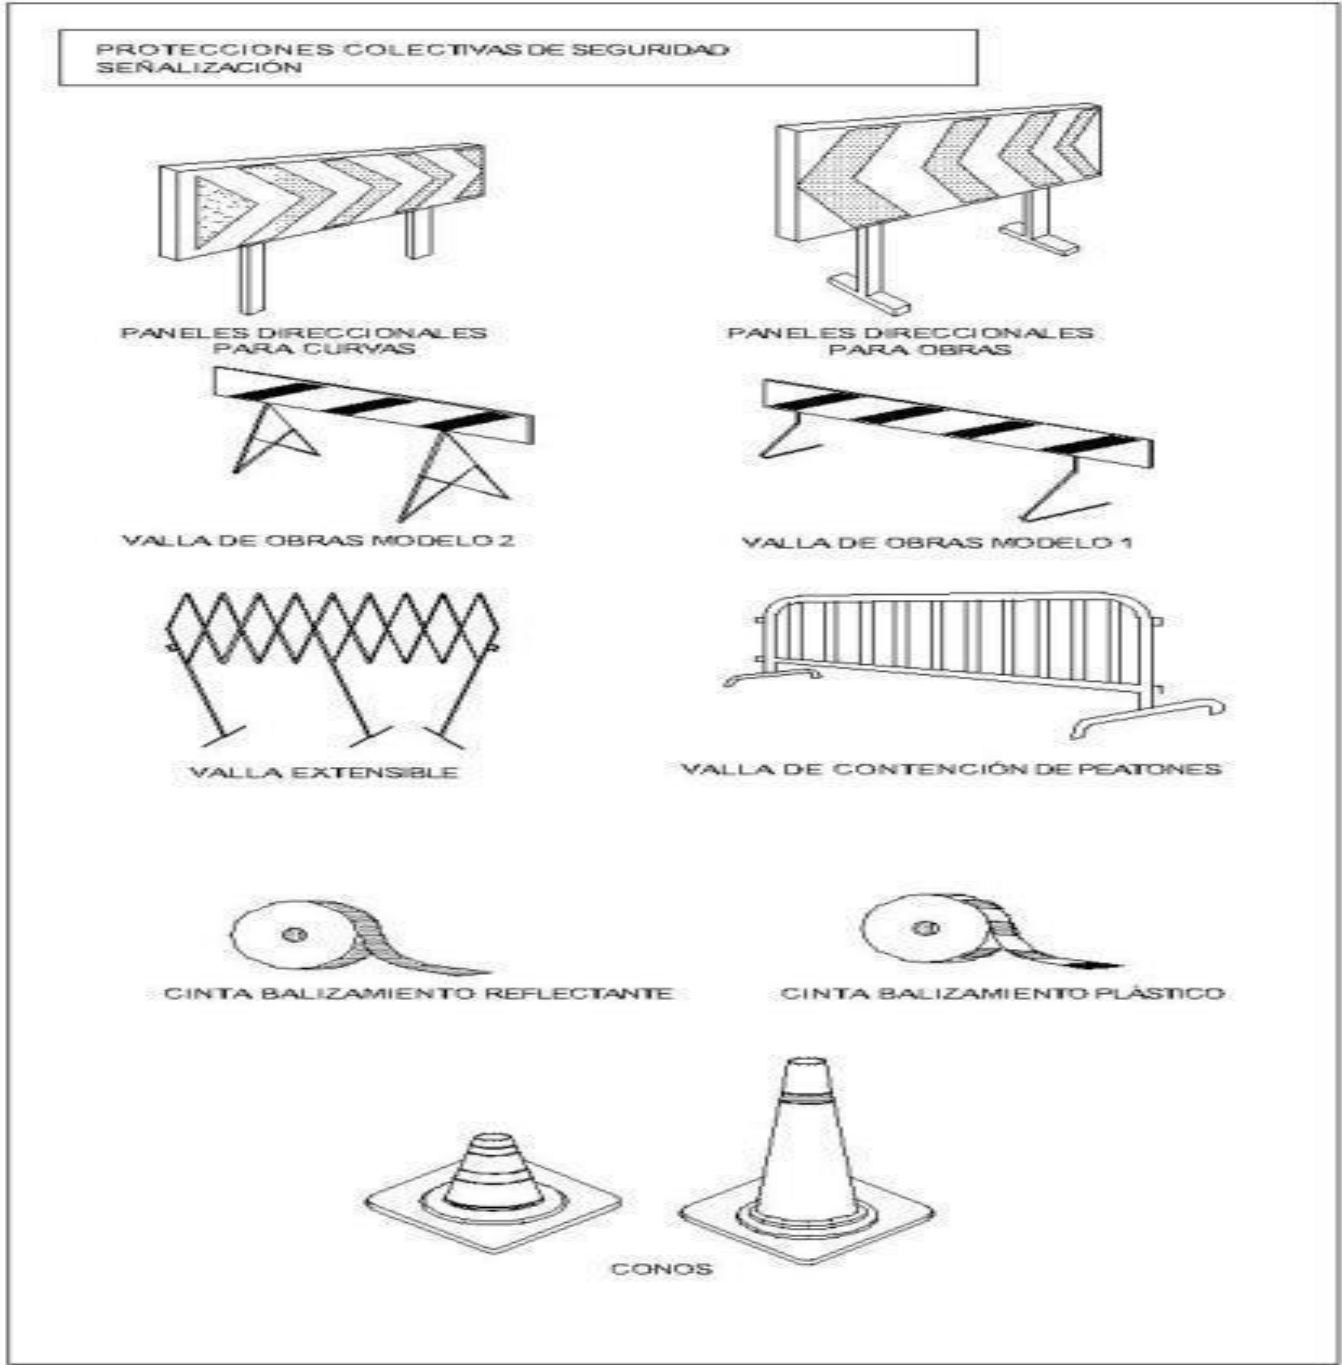 PROTECCIONES COLECTIVAS DE SEGURIDAD
SEÑALIZACIÓN
PANELES DIRECCIONALES
PARA CURVAS
PANELES DIRECCIONALES
PARA OBRAS
VALLA DE OBRAS MODELO 2
VALLA DE OBRAS MODELO 1
VALLA EXTENSIBLE
VALLA DE CONTENCIÓN DE PEATONES
CINTA BALIZAMIENTO REFLECTANTE
CINTA BALIZAMIENTO PLÁSTICO
CONOS